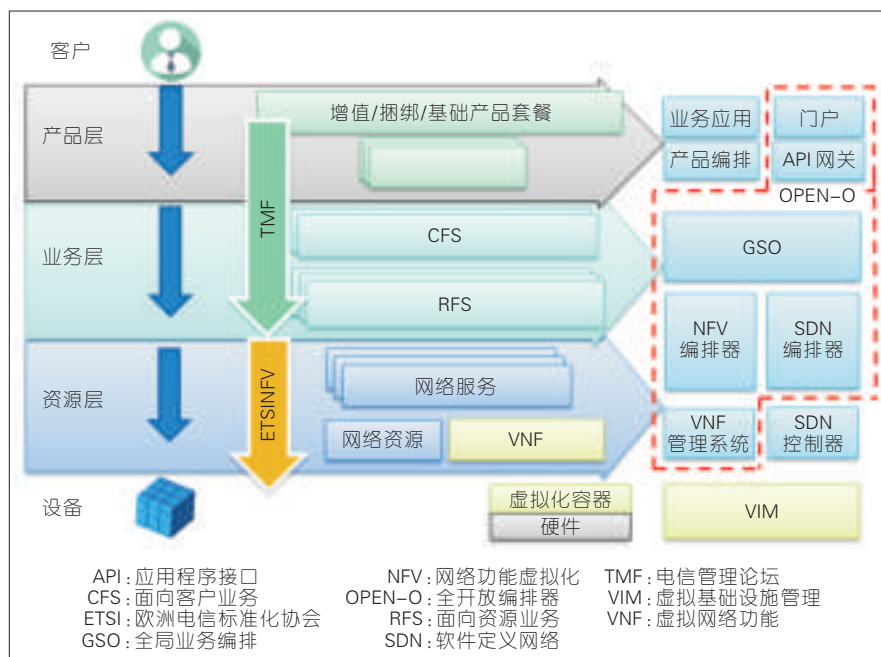 客户
产品层
增值/捆绑/基础产品套餐
业务应用
门户
产品编排
API 网关
OPEN-O
TMF
业务层
CFS
GSO
RFS
NFV
编排器
SDN
编排器
ETSINFV
资源层
网络服务
网络资源
VNF
VNF
管理系统
SDN
控制器
设备
虚拟化容器
硬件
VIM
API:应用程序接口
CFS:面向客户业务
ETSI:欧洲电信标准化协会
GSO:全局业务编排
NFV:网络功能虚拟化
OPEN-O:全开放编排器
RFS:面向资源业务
SDN:软件定义网络
TMF:电信管理论坛
VIM:虚拟基础设施管理
VNF:虚拟网络功能